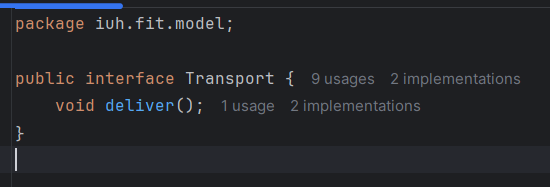 package iuh.fit.model;
public interface Transport { 9 usages 2 implementations
void deliver(); 1 usage 2 implementations
}